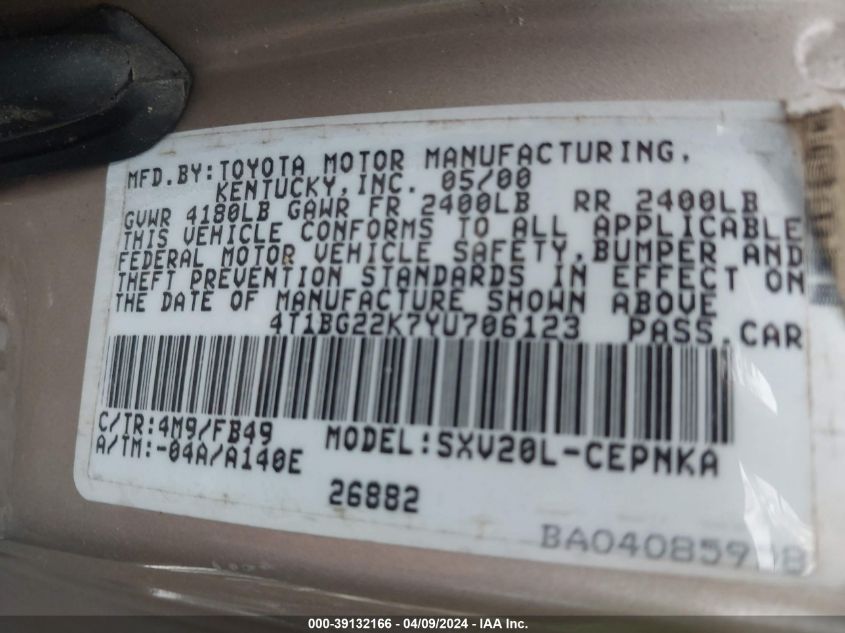 MFD.BY:TOYOTA MOTOR MANUFACTURING,
KENTUCKY,INC. 05/00
GVWR 4180LB GAWR FR 2400LB RR 2400LB
THIS VEHICLE CONFORMS TO ALL APPLICABLE
FEDERAL MOTOR VEHICLE SAFETY,BUMPER AND
THEFT PREVENTION STANDARDS IN EFFECT ON
THE DATE OF MANUFACTURE SHOWN ABOVE
4T1BG22K7YU706123 PASS.CAR
C/TR:4M9/FB49 MODEL:SXV20L-CEPNKA
A/TM:-04A/A140E
26882
000-39132166 - 04/09/2024 - IAA Inc.